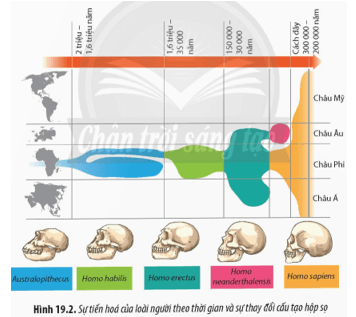 2 triệu –
1,6 triệu năm
1,6 triệu –
35 000
năm
150 000 –
30 000
năm
Cách đây
300 000 –
200 000 năm
Chân trời sáng tạo
Châu Mỹ
Châu Âu
Châu Phi
Châu Á
Australopithecus
Homo habilis
Homo erectus
Homo
neanderthalensis
Homo sapiens
Hình 19.2. Sự tiến hoá của loài người theo thời gian và sự thay đổi cấu tạo hộp sọ